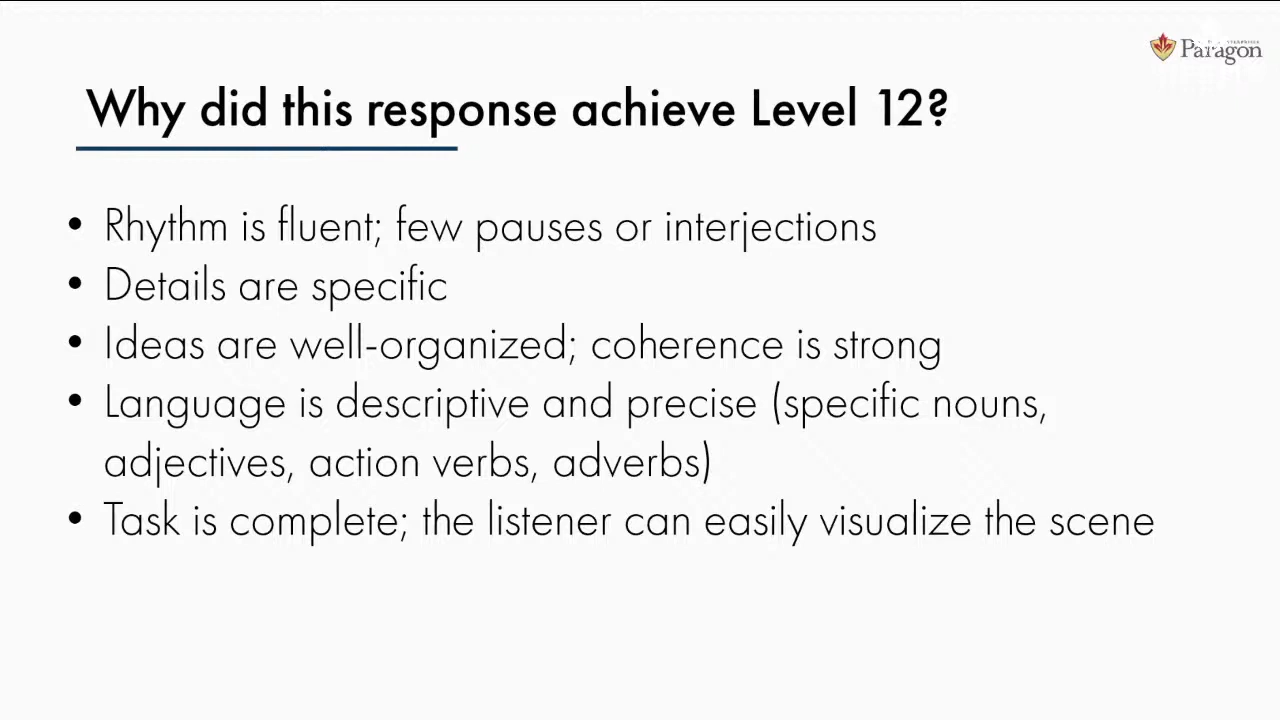 Paragon
Why did this response achieve Level 12?
• Rhythm is fluent; few pauses or interjections
• Details are specific
• Ideas are well-organized; coherence is strong
• Language is descriptive and precise (specific nouns,
adjectives, action verbs, adverbs)
• Task is complete; the listener can easily visualize the scene